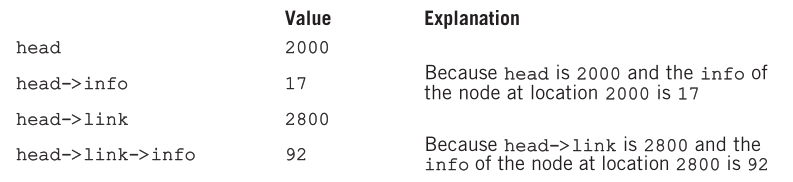 Value Explanation
head 2000
head->info 17 Because head is 2000 and the info of
the node at location 2000 is 17
head->link 2800
head->link->info 92 Because head->link is 2800 and the
info of the node at location 2800 is 92